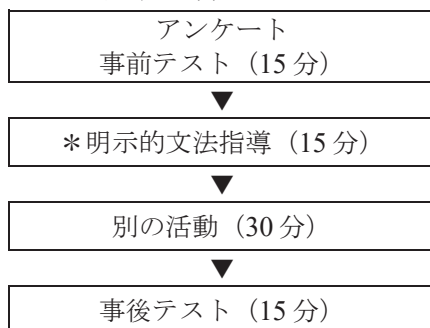 アンケート
事前テスト（15 分）
▼
＊明示的文法指導（15 分）
▼
別の活動（30 分）
▼
事後テスト（15 分）